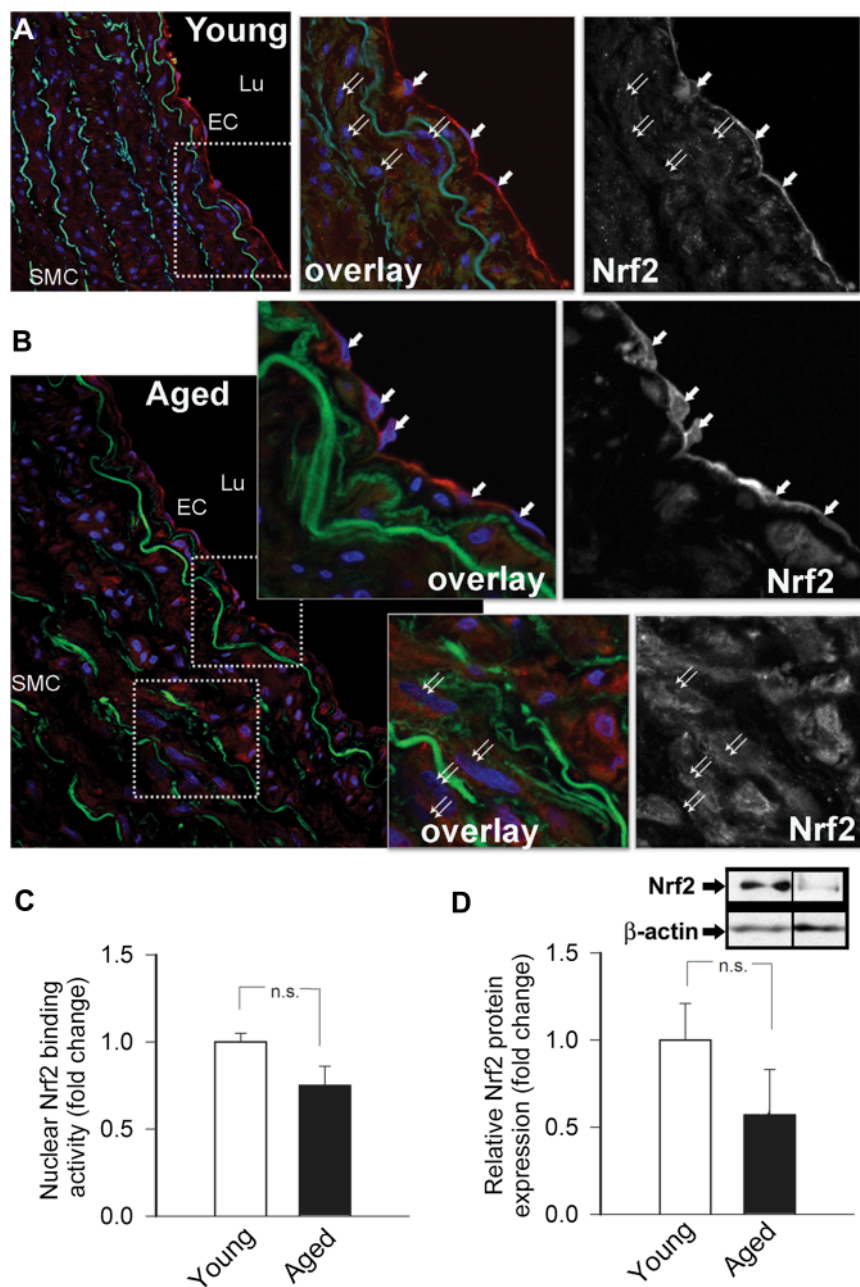 A
Young
Lu
EC
SMC
overlay
Nrf2
B
Aged
Lu
EC
SMC
overlay
Nrf2
overlay
Nrf2
C
Nuclear Nrf2 binding
activity (fold change)
1.5
1.0
0.5
0.0
n.s.
Young
Aged
D
Nrf2
β-actin
Relative Nrf2 protein
expression (fold change)
1.5
1.0
0.5
0.0
n.s.
Young
Aged